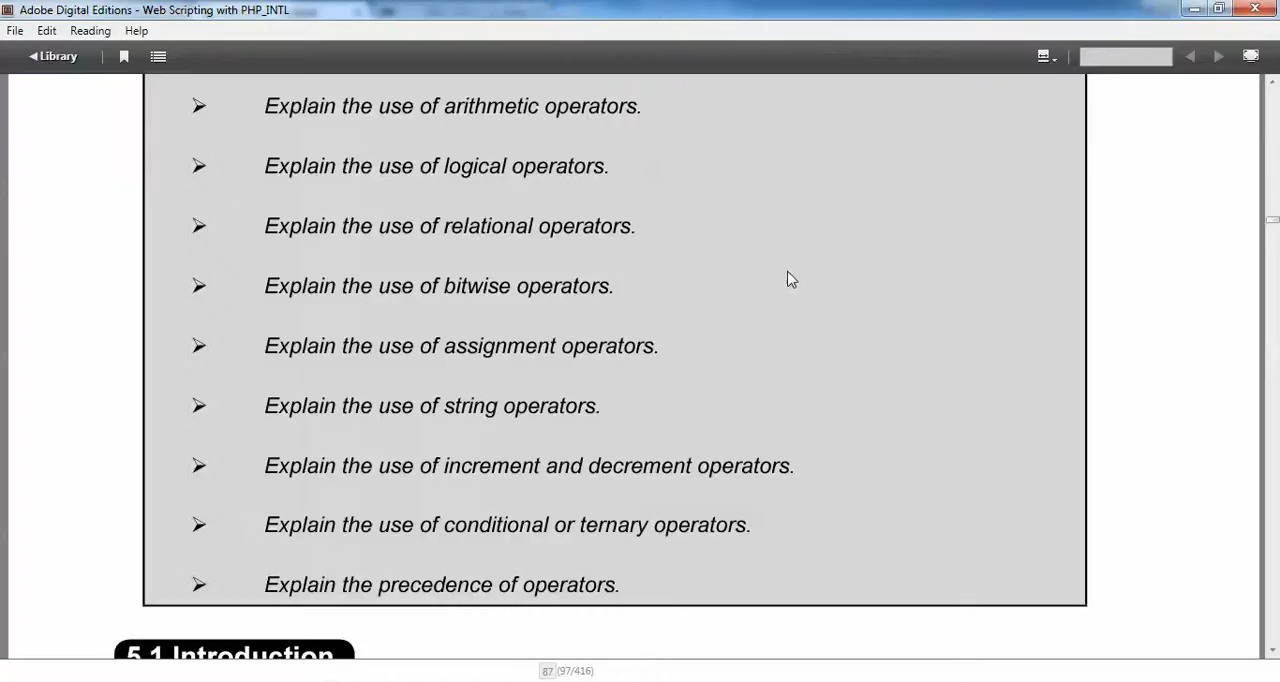 Adobe Digital Editions - Web Scripting with PHP_INTL
File Edit Reading Help
Library
Explain the use of arithmetic operators.
Explain the use of logical operators.
Explain the use of relational operators.
Explain the use of bitwise operators.
Explain the use of assignment operators.
Explain the use of string operators.
Explain the use of increment and decrement operators.
Explain the use of conditional or ternary operators.
Explain the precedence of operators.
5.1 Introduction
87 (97/416)